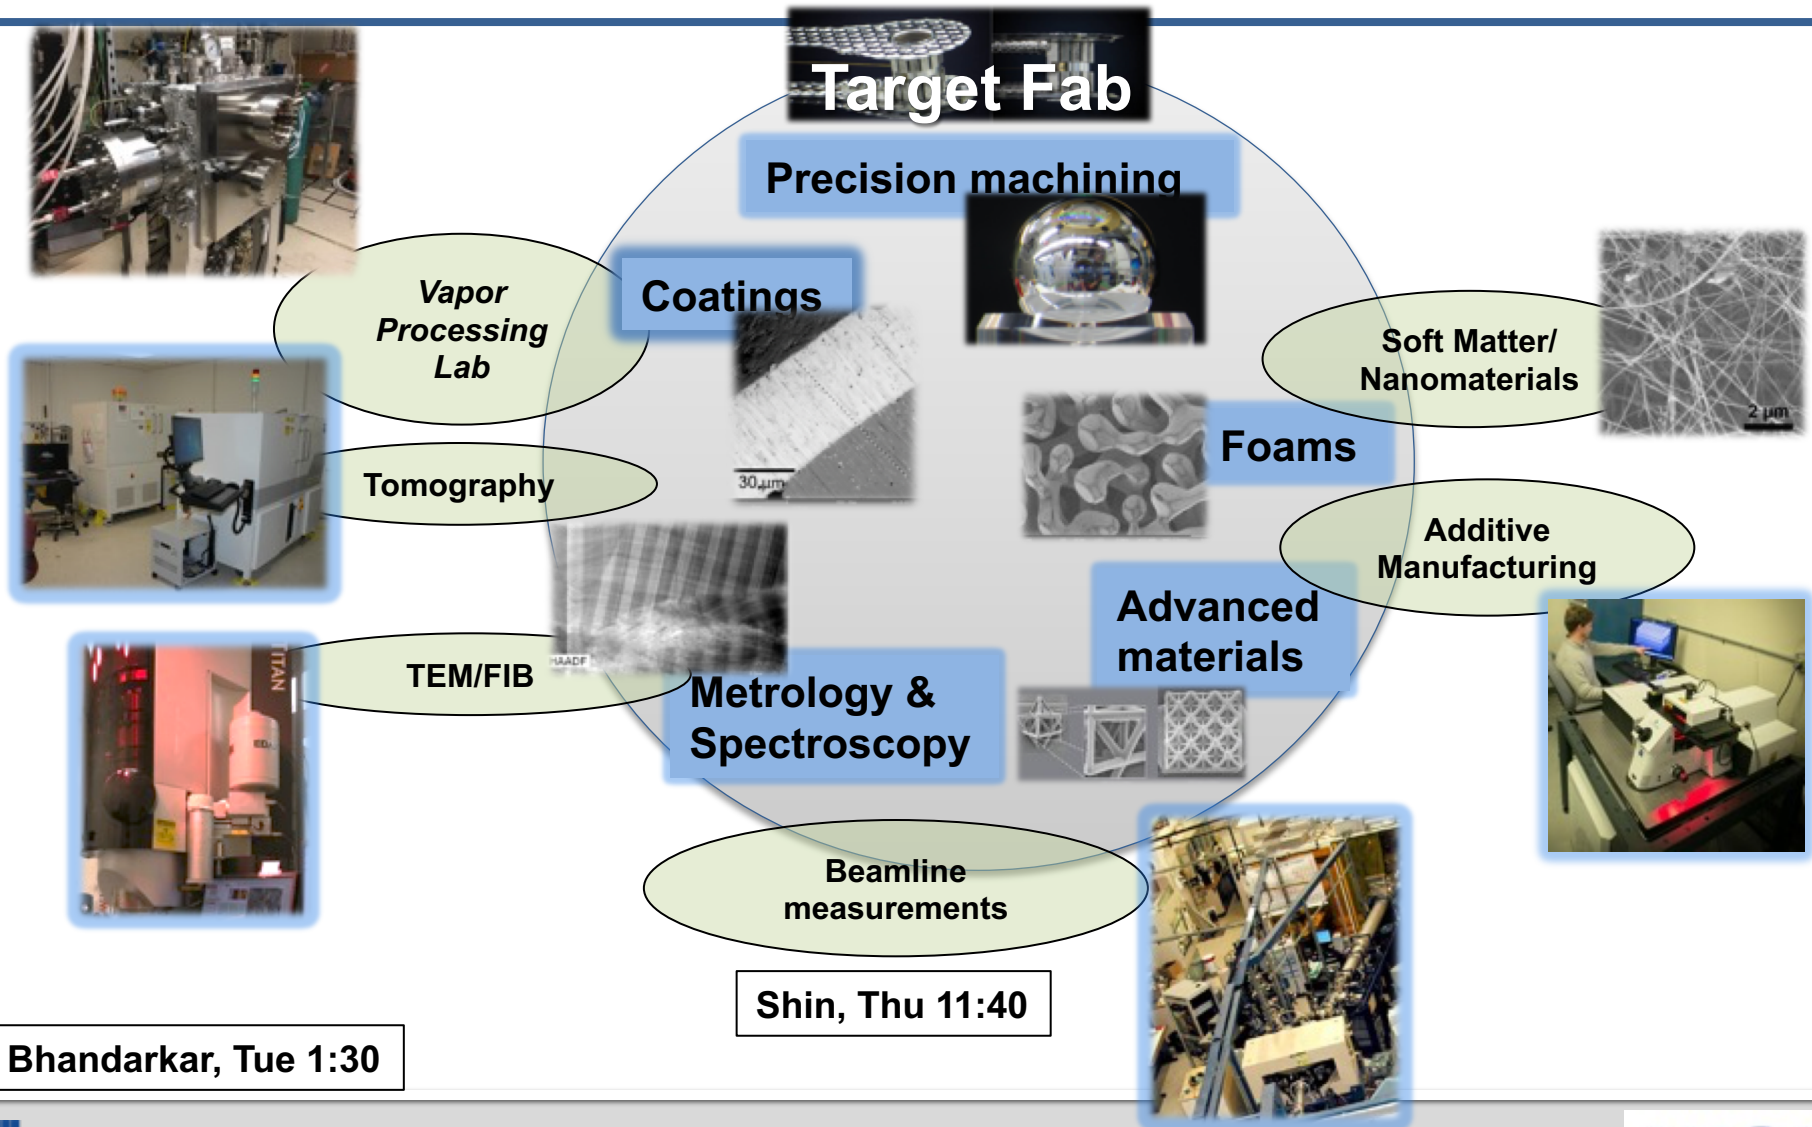 Target Fab
Precision machining
Coatings
Vapor
Processing
Lab
Soft Matter/
Nanomaterials
2 µm
Foams
30 µm
Tomography
Additive
Manufacturing
Advanced
materials
HAADF
TITAN
TEM/FIB
Metrology &
Spectroscopy
Beamline
measurements
Shin, Thu 11:40
Bhandarkar, Tue 1:30